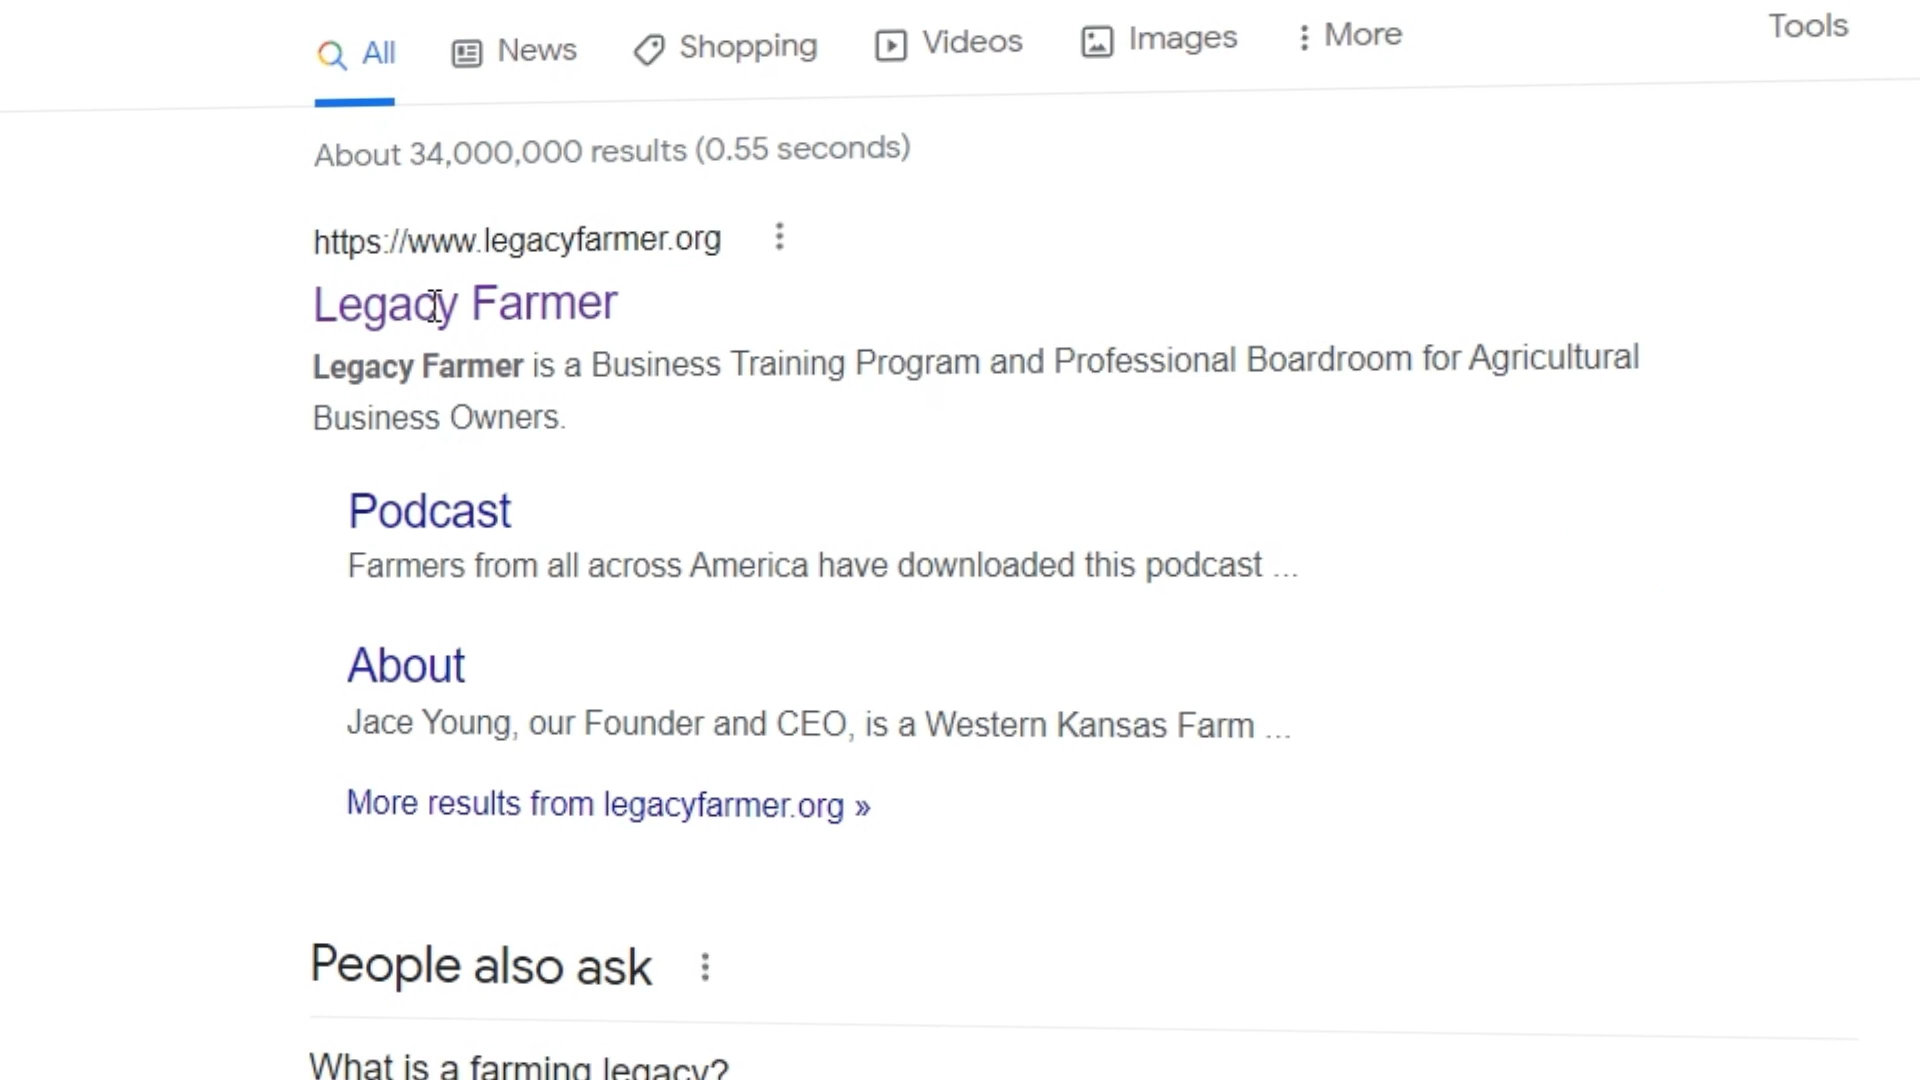 All News Shopping Videos Images More Tools
About 34,000,000 results (0.55 seconds)
https://www.legacyfarmer.org
Legacy Farmer
Legacy Farmer is a Business Training Program and Professional Boardroom for Agricultural
Business Owners.
Podcast
Farmers from all across America have downloaded this podcast ...
About
Jace Young, our Founder and CEO, is a Western Kansas Farm ...
More results from legacyfarmer.org »
People also ask
What is a farming legacy?